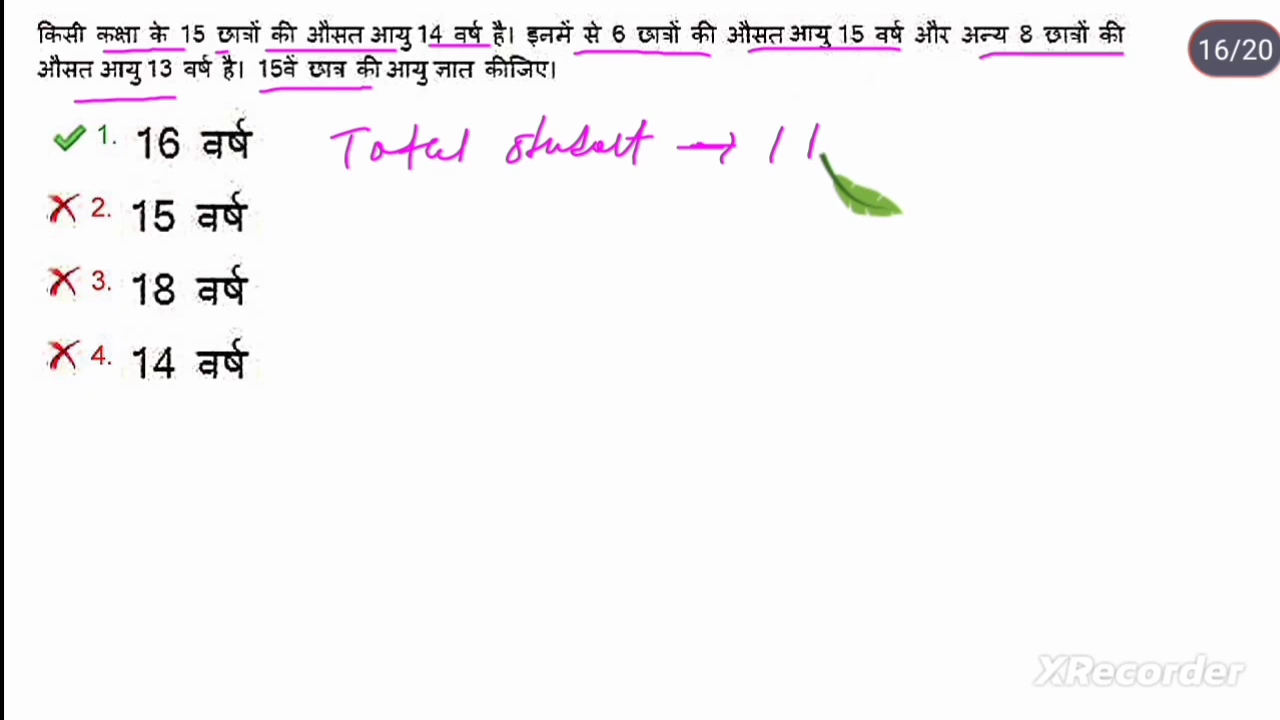 किसी कक्षा के 15 छात्रों की औसत आयु 14 वर्ष है। इनमें से 6 छात्रों की औसत आयु 15 वर्ष और अन्य 8 छात्रों की
औसत आयु 13 वर्ष है। 15वें छात्र की आयु ज्ञात कीजिए।
16/20
1. 16 वर्ष
Total student → 11
2. 15 वर्ष
3. 18 वर्ष
4. 14 वर्ष
XRecorder